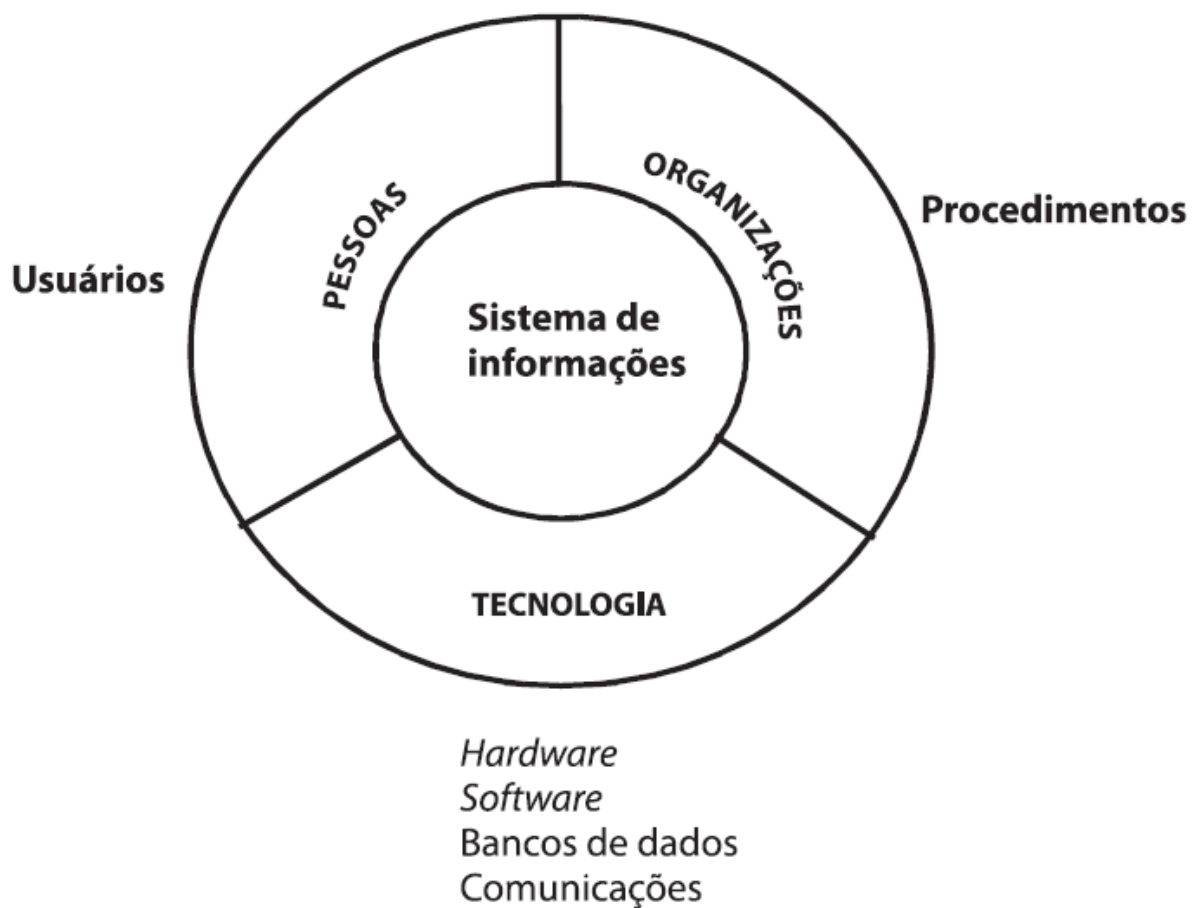 PESSOAS
ORGANIZAÇÕES
Procedimentos
Usuários
Sistema de
informações
TECNOLOGIA
Hardware
Software
Bancos de dados
Comunicações